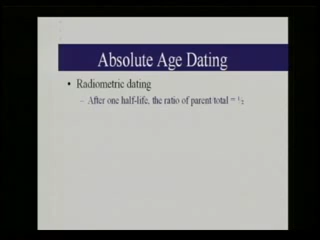 Absolute Age Dating
• Radiometric dating
– After one half-life, the ratio of parent/total = ½